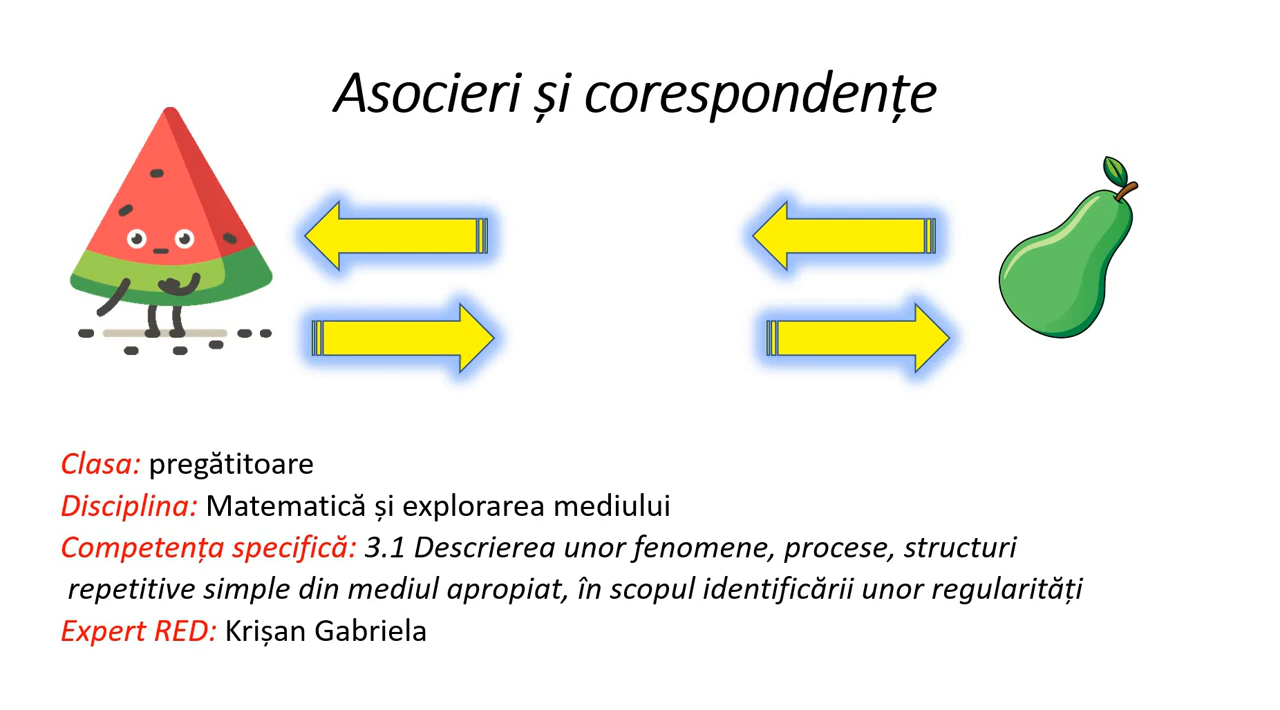 Asocieri și corespondențe
Clasa: pregătitoare
Disciplina: Matematică și explorarea mediului
Competența specifică: 3.1 Descrierea unor fenomene, procese, structuri
repetitive simple din mediul apropiat, în scopul identificării unor regularități
Expert RED: Krișan Gabriela